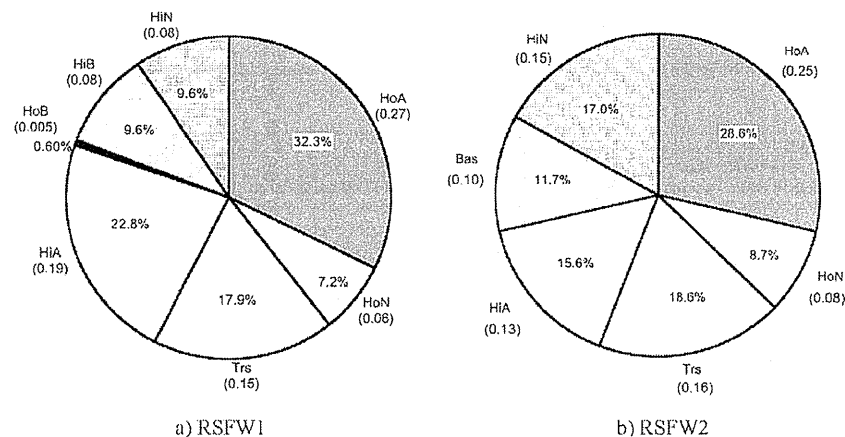 HiN
(0.08)
HiB
(0.08)
HoB
(0.005)
0.60%
9.6%
9.6%
HoA
(0.27)
32.3%
22.8%
HiA
(0.19)
17.9%
7.2%
HoN
(0.06)
Trs
(0.15)
a) RSFW1
HiN
(0.15)
HoA
(0.25)
17.0%
28.6%
Bas
(0.10)
11.7%
15.6%
8.7%
HoN
(0.08)
18.6%
HiA
(0.13)
Trs
(0.16)
b) RSFW2